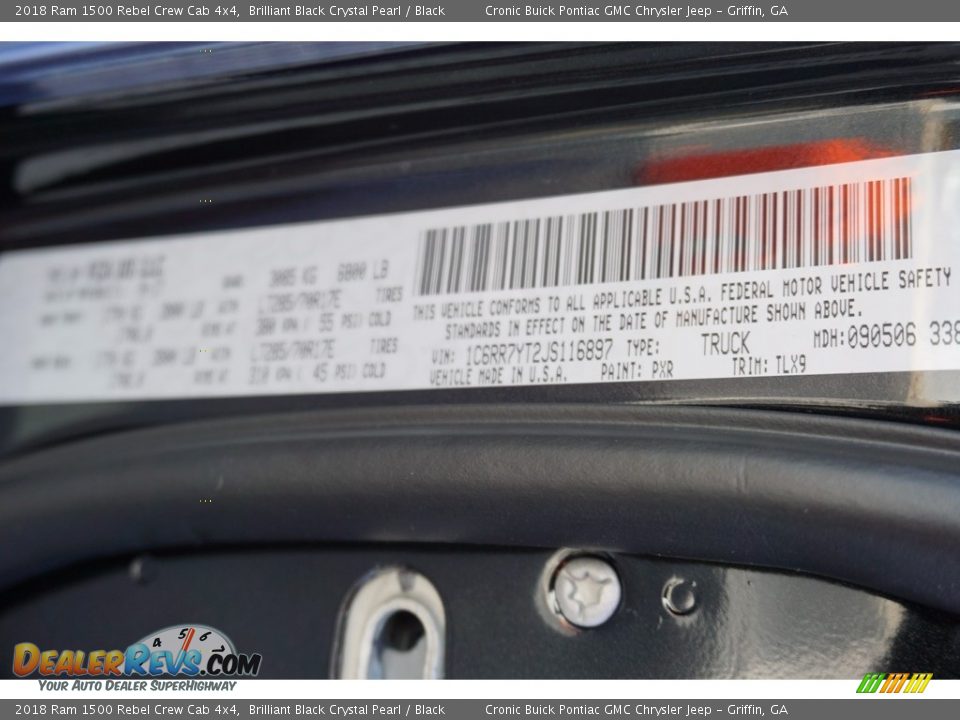 2018 Ram 1500 Rebel Crew Cab 4x4, Brilliant Black Crystal Pearl / Black Cronic Buick Pontiac GMC Chrysler Jeep - Griffin, GA
3085 KG 6800 LB
LT285/70R17E TIRES
380 KPA / 55 PSI COLD
LT285/70R17E TIRES
310 KPA / 45 PSI COLD
THIS VEHICLE CONFORMS TO ALL APPLICABLE U.S.A. FEDERAL MOTOR VEHICLE SAFETY
STANDARDS IN EFFECT ON THE DATE OF MANUFACTURE SHOWN ABOVE.
VIN: 1C6RR7YT2JS116897 TYPE: TRUCK MDH: 090506 338
VEHICLE MADE IN U.S.A. PAINT: PXR TRIM: TLX9
4 5 6
DealerRevs.com
Your Auto Dealer SuperHighway
2018 Ram 1500 Rebel Crew Cab 4x4, Brilliant Black Crystal Pearl / Black Cronic Buick Pontiac GMC Chrysler Jeep - Griffin, GA